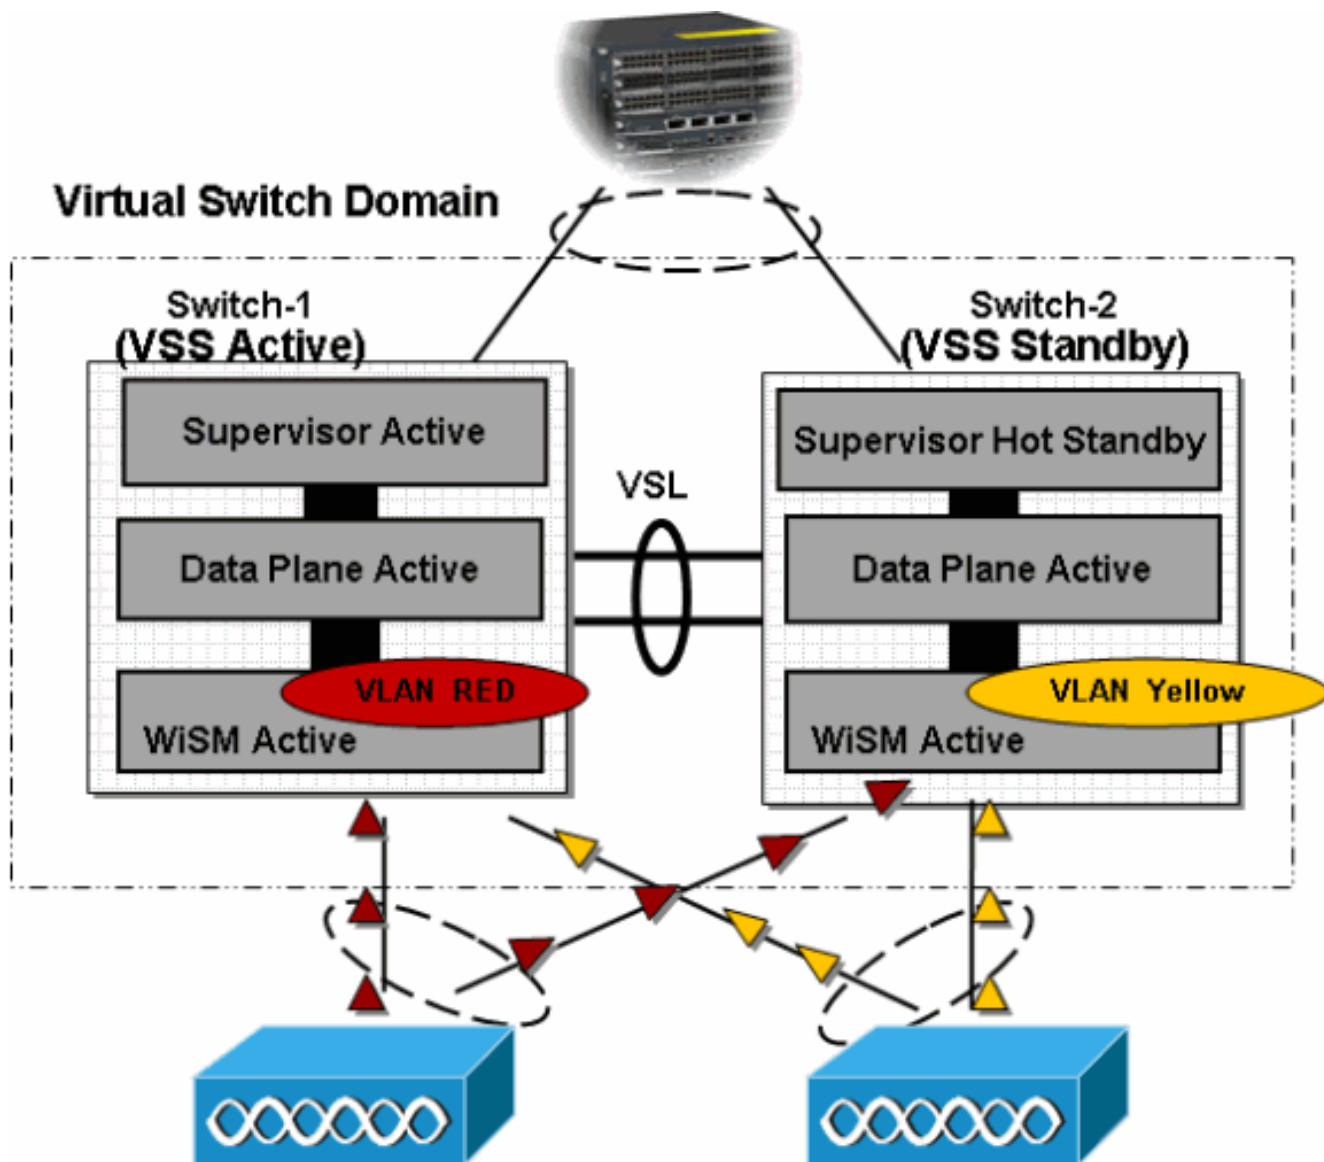 Virtual Switch Domain
Switch-1
(VSS Active)
Supervisor Active
Data Plane Active
VLAN RED
WiSM Active
VSL
Switch-2
(VSS Standby)
Supervisor Hot Standby
Data Plane Active
VLAN Yellow
WiSM Active